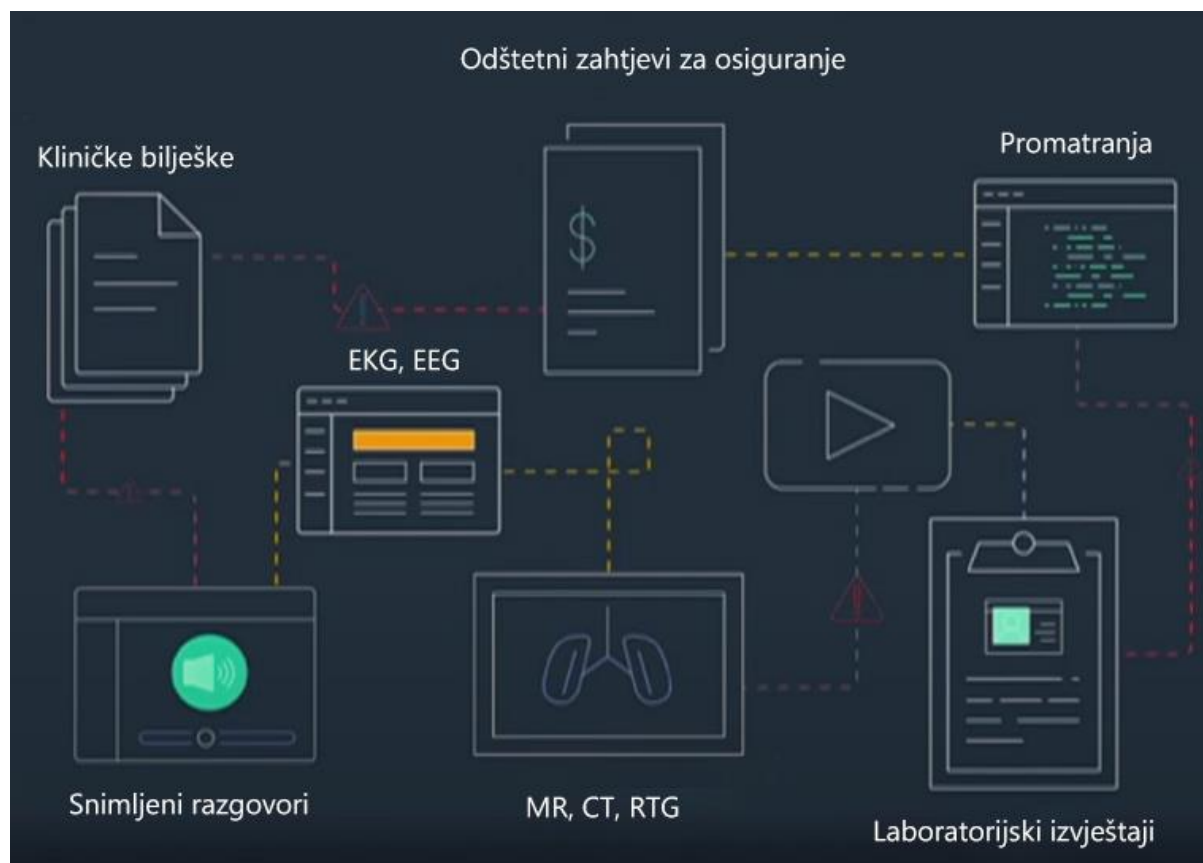 Odštetni zahtjevi za osiguranje
Kliničke bilješke
Promatranja
$
EKG, EEG
Snimljeni razgovori
MR, CT, RTG
Laboratorijski izvještaji